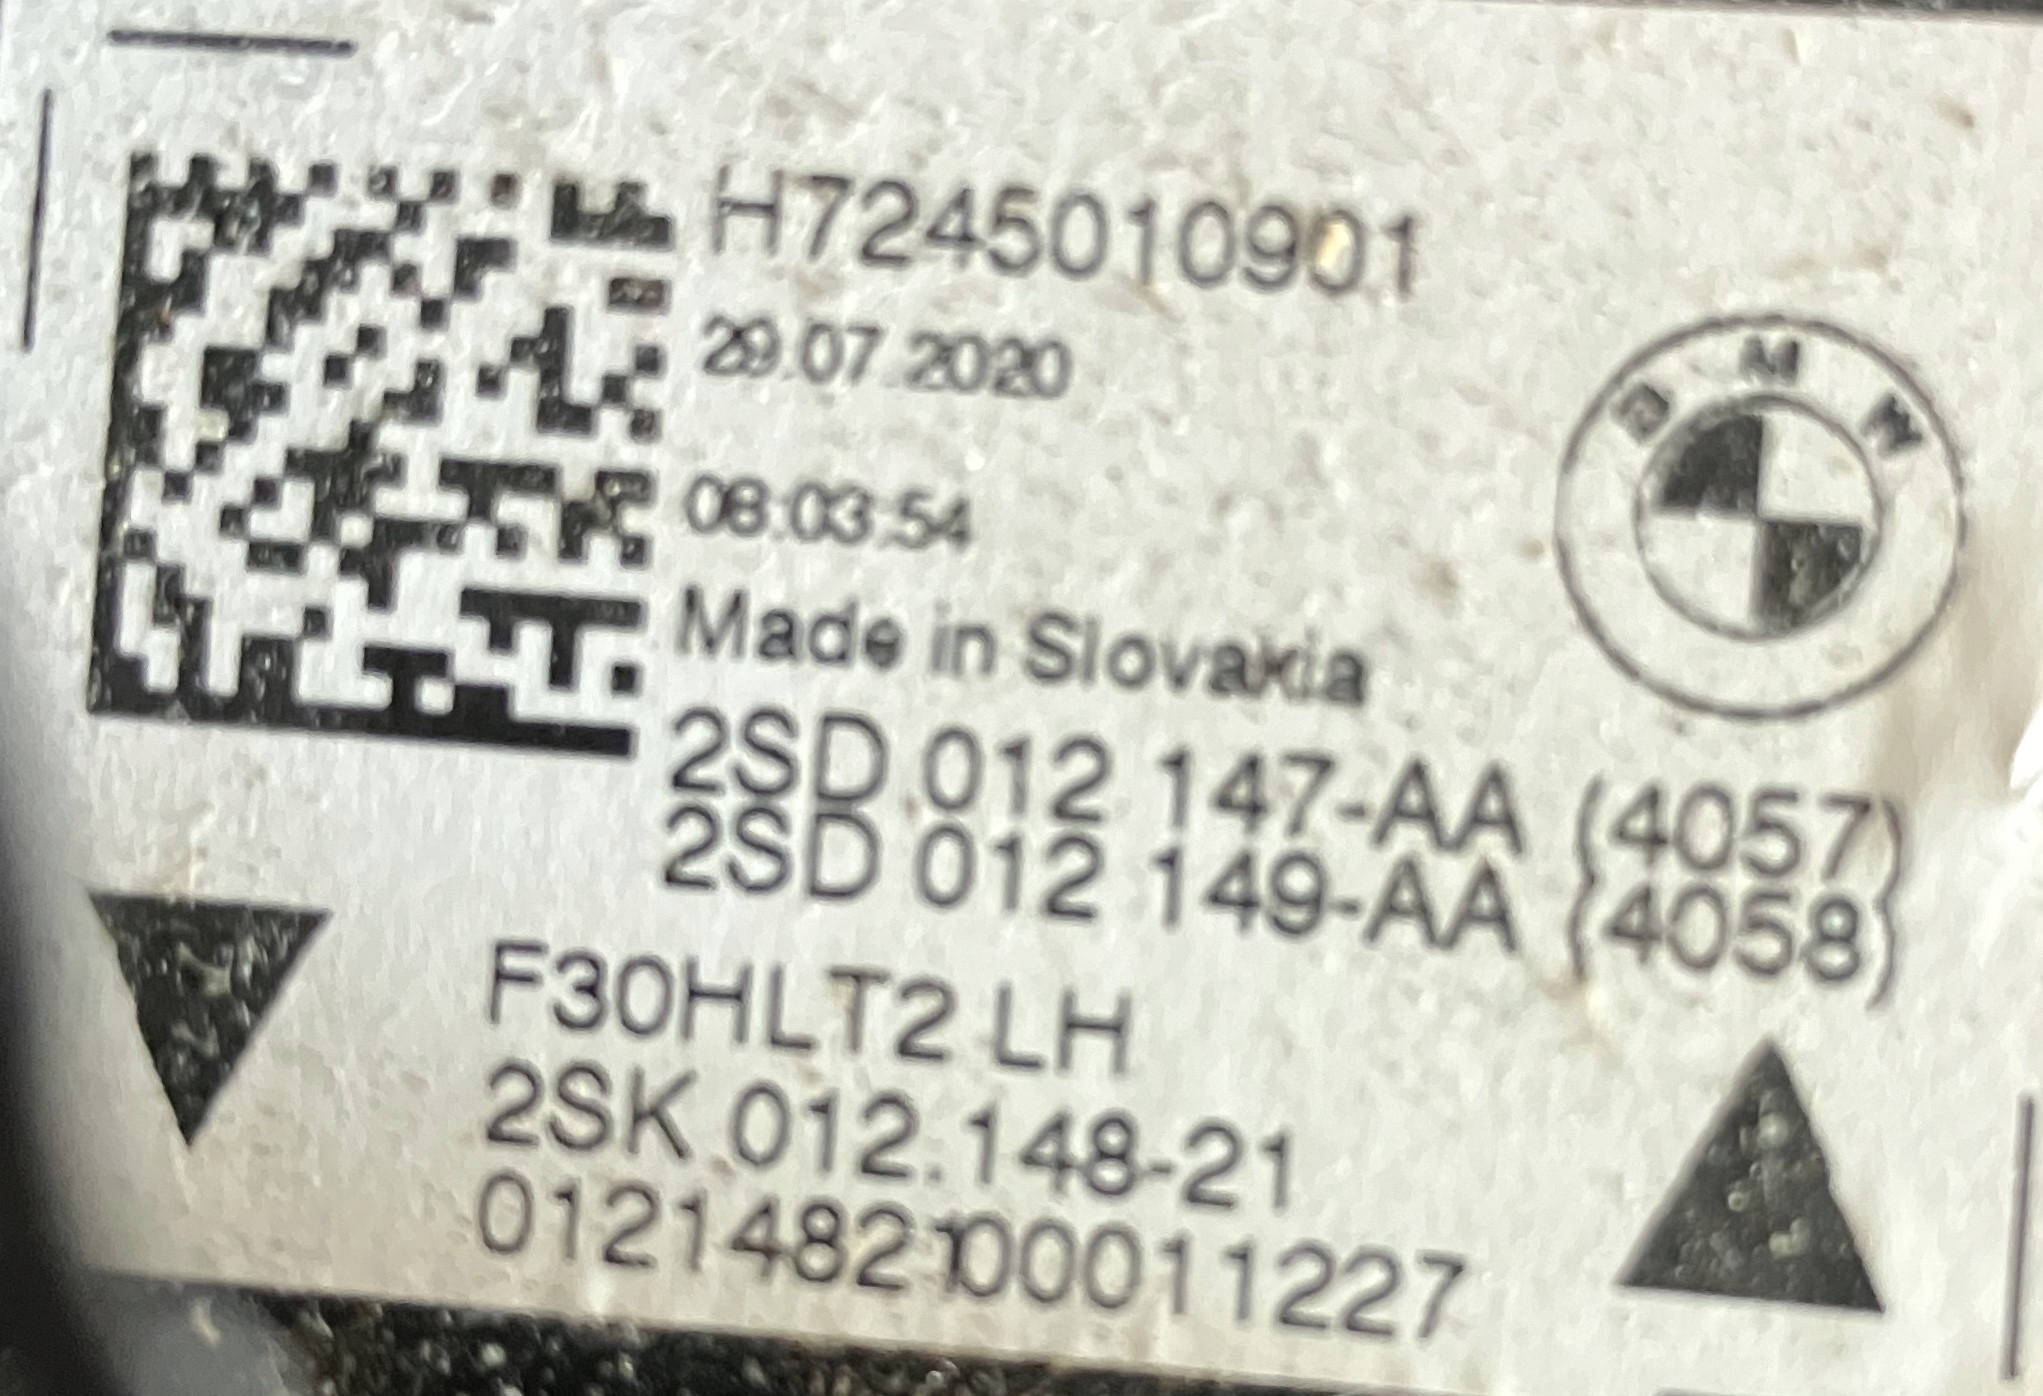 H7245010901
29.07.2020
08:03:54
BMW
Made in Slovakia
2SD 012 147-AA (4057)
2SD 012 149-AA (4058)
F30HLT2 LH
2SK 012.148-21
0121482100011227